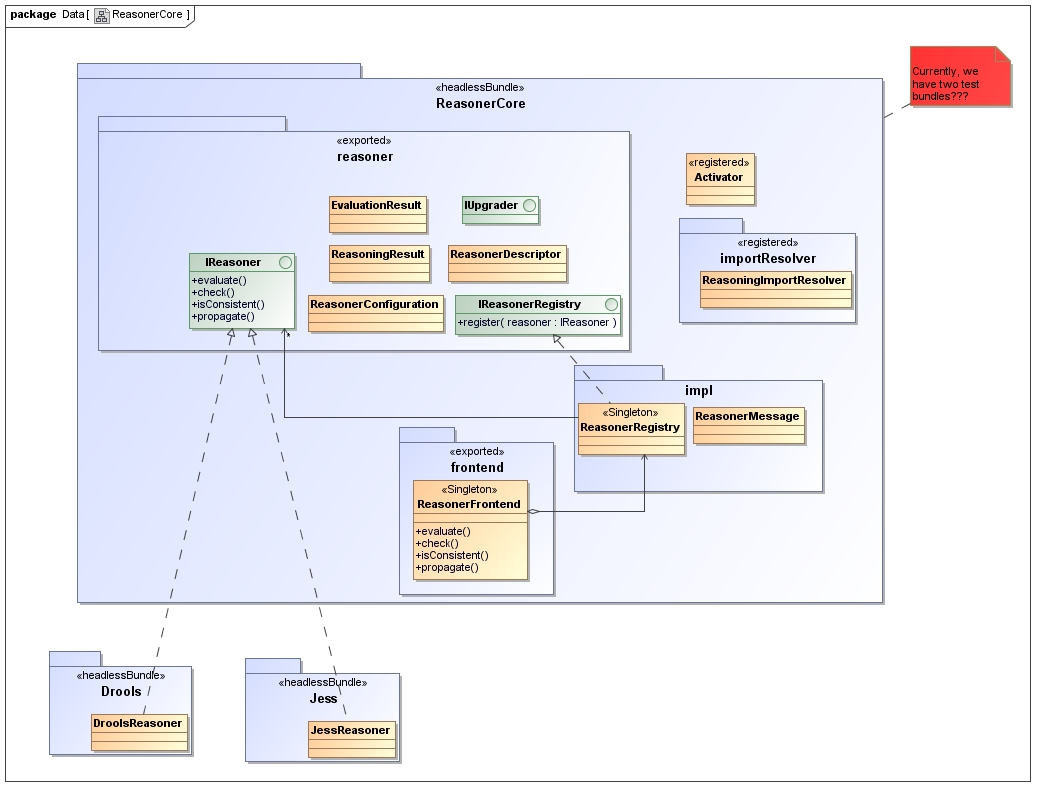 package Data[ ReasonerCore ]
Currently, we
have two test
bundles???
«headlessBundle»
ReasonerCore
«exported»
reasoner
EvaluationResult
IUpgrader
ReasoningResult
ReasonerDescriptor
IReasoner
+evaluate()
+check()
+isConsistent()
+propagate()
ReasonerConfiguration
IReasonerRegistry
+register( reasoner : IReasoner )
*
«registered»
Activator
«registered»
importResolver
ReasoningImportResolver
impl
«Singleton»
ReasonerRegistry
ReasonerMessage
«exported»
frontend
«Singleton»
ReasonerFrontend
+evaluate()
+check()
+isConsistent()
+propagate()
«headlessBundle»
Drools
DroolsReasoner
«headlessBundle»
Jess
JessReasoner